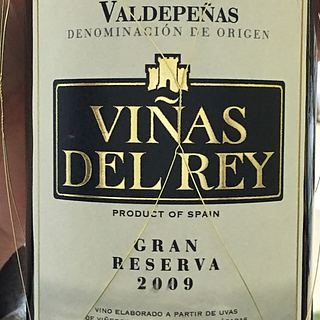 VALDEPEÑAS
DENOMINACIÓN DE ORIGEN
VIÑAS
DEL REY
PRODUCT OF SPAIN
GRAN
RESERVA
2009
VINO ELABORADO A PARTIR DE UVAS